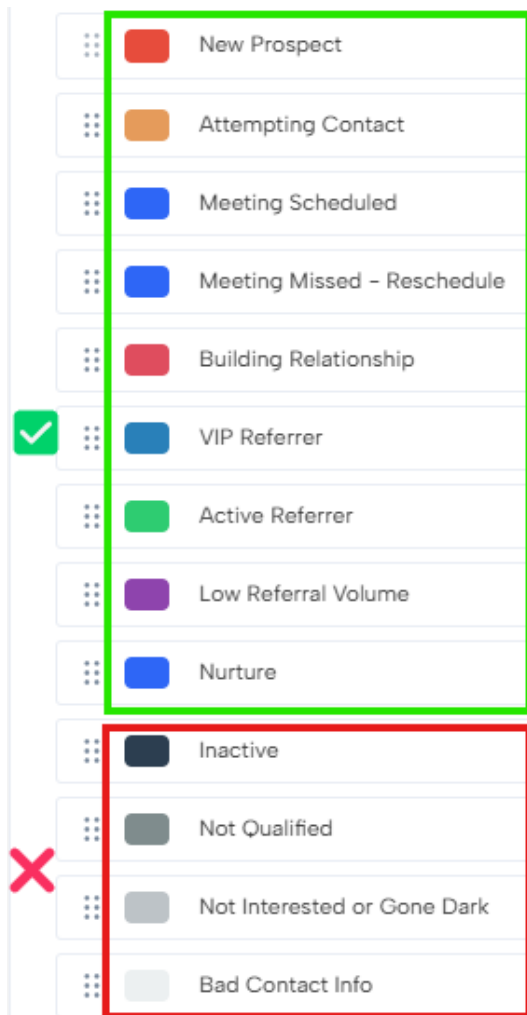 New Prospect
Attempting Contact
Meeting Scheduled
Meeting Missed - Reschedule
Building Relationship
VIP Referrer
Active Referrer
Low Referral Volume
Nurture
Inactive
Not Qualified
Not Interested or Gone Dark
Bad Contact Info